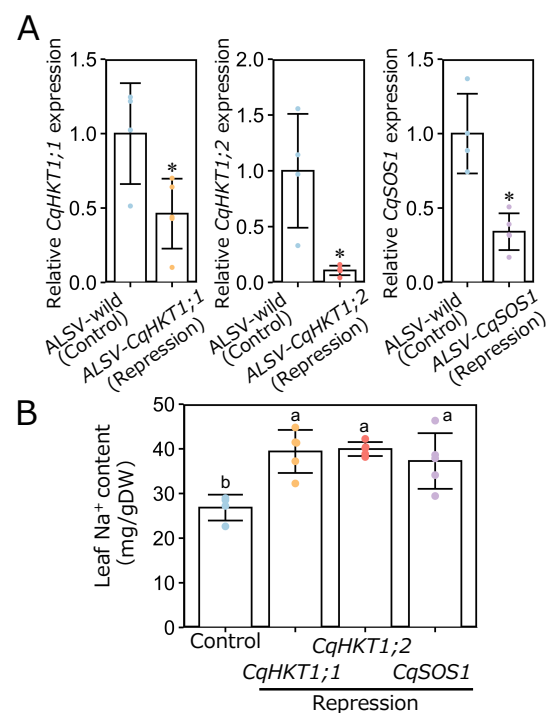 A
Relative CqHKT1;1 expression
1.5
1.0
0.5
0.0
*
ALSV-wild
(Control)
ALSV-CqHKT1;1
(Repression)
Relative CqHKT1;2 expression
2.0
1.5
1.0
0.5
0.0
*
ALSV-wild
(Control)
ALSV-CqHKT1;2
(Repression)
Relative CqSOS1 expression
1.5
1.0
0.5
0.0
*
ALSV-wild
(Control)
ALSV-CqSOS1
(Repression)
B
Leaf Na⁺ content
(mg/gDW)
50
40
30
20
10
0
b
a
a
a
Control
CqHKT1;2
CqHKT1;1
CqSOS1
Repression